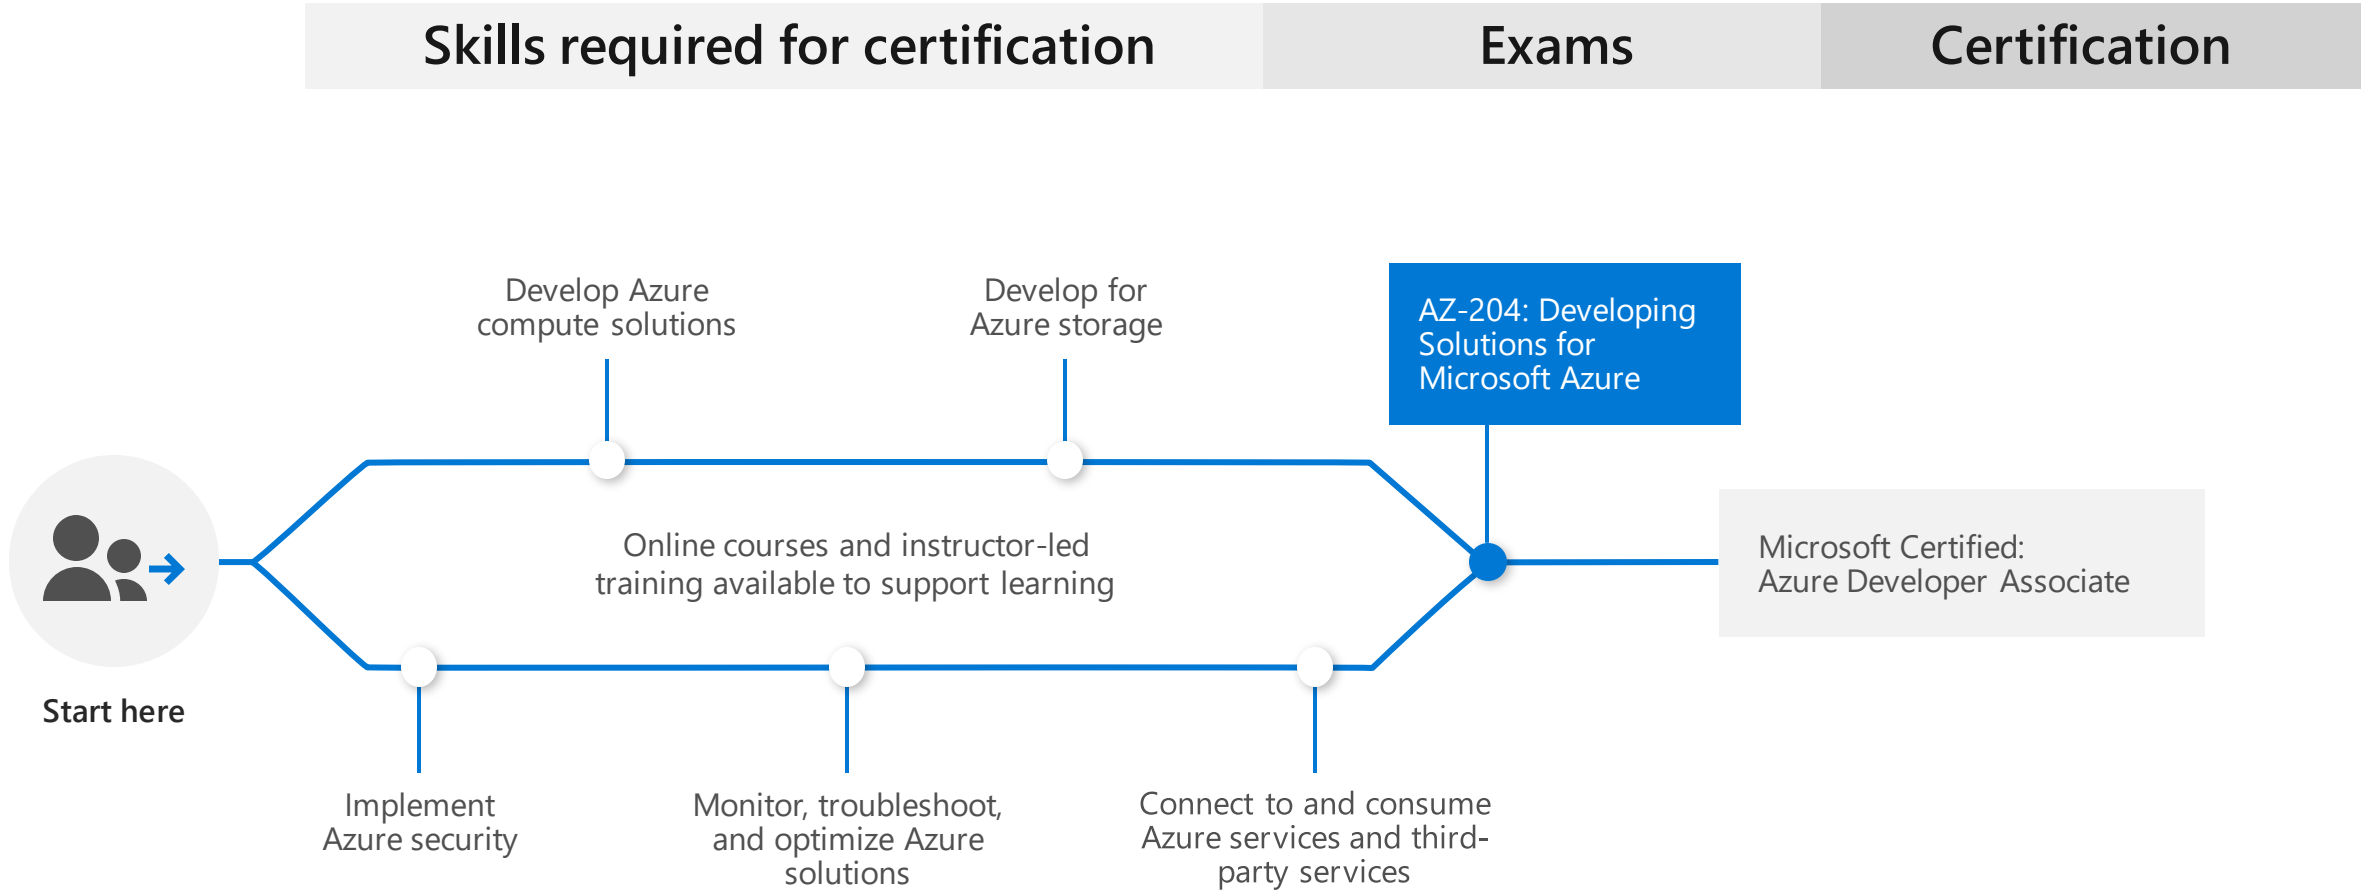 Skills required for certification
Exams
Certification
Develop Azure
compute solutions
Develop for
Azure storage
AZ-204: Developing
Solutions for
Microsoft Azure
Online courses and instructor-led
training available to support learning
Microsoft Certified:
Azure Developer Associate
Start here
Implement
Azure security
Monitor, troubleshoot,
and optimize Azure
solutions
Connect to and consume
Azure services and third-
party services